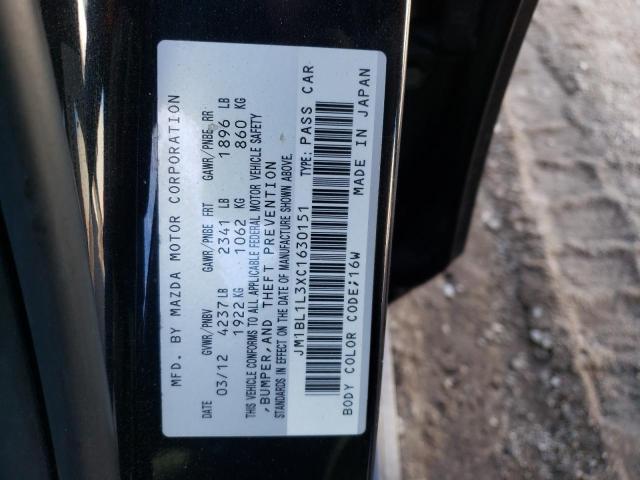 MFD. BY MAZDA MOTOR CORPORATION
DATE GVWR/PNBV GAWR/PNBE FRT GAWR/PNBE RR
03/12 4237 LB 2341 LB 1896 LB
1922 KG 1062 KG 860 KG
THIS VEHICLE CONFORMS TO ALL APPLICABLE FEDERAL MOTOR VEHICLE SAFETY
, BUMPER, AND THEFT PREVENTION
STANDARDS IN EFFECT ON THE DATE OF MANUFACTURE SHOWN ABOVE.
JM1BL1L3XC1630151 TYPE: PASS CAR
BODY COLOR CODE;16W MADE IN JAPAN